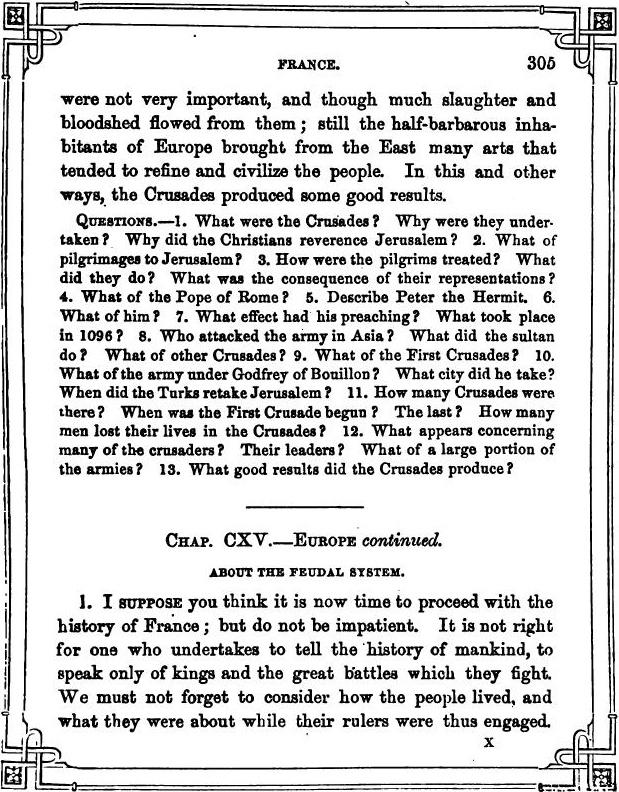 FRANCE. 305
were not very important, and though much slaughter and
bloodshed flowed from them; still the half-barbarous inha-
bitants of Europe brought from the East many arts that
tended to refine and civilize the people. In this and other
ways, the Crusades produced some good results.
QUESTIONS.—1. What were the Crusades? Why were they under-
taken? Why did the Christians reverence Jerusalem? 2. What of
pilgrimages to Jerusalem? 3. How were the pilgrims treated? What
did they do? What was the consequence of their representations?
4. What of the Pope of Rome? 5. Describe Peter the Hermit. 6.
What of him? 7. What effect had his preaching? What took place
in 1096? 8. Who attacked the army in Asia? What did the sultan
do? What of other Crusades? 9. What of the First Crusades? 10.
What of the army under Godfrey of Bouillon? What city did he take?
When did the Turks retake Jerusalem? 11. How many Crusades were
there? When was the First Crusade begun? The last? How many
men lost their lives in the Crusades? 12. What appears concerning
many of the crusaders? Their leaders? What of a large portion of
the armies? 13. What good results did the Crusades produce?
CHAP. CXV.—EUROPE continued.
ABOUT THE FEUDAL SYSTEM.
1. I SUPPOSE you think it is now time to proceed with the
history of France; but do not be impatient. It is not right
for one who undertakes to tell the history of mankind, to
speak only of kings and the great battles which they fight.
We must not forget to consider how the people lived, and
what they were about while their rulers were thus engaged.
X